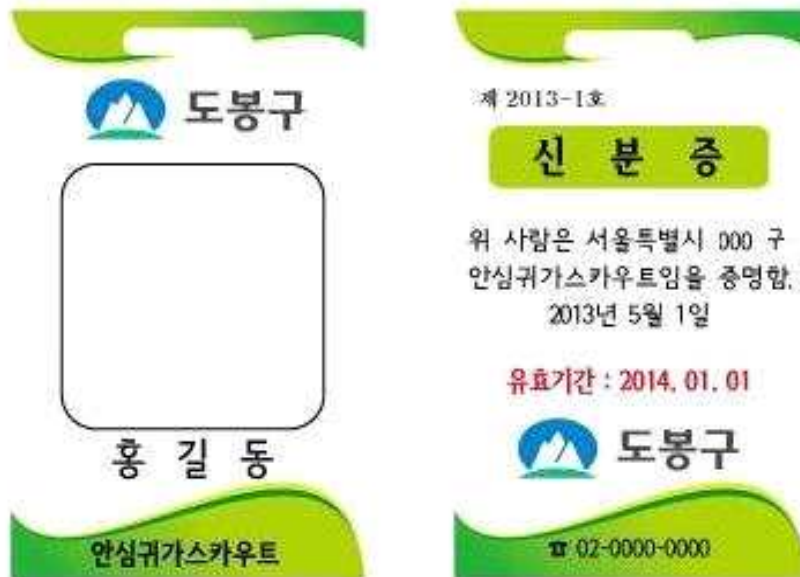 도봉구
홍 길 동
안심귀가스카우트
제 2013-1호
신 분 증
위 사람은 서울특별시 000 구
안심귀가스카우트임을 증명함.
2013년 5월 1일
유효기간 : 2014. 01. 01
도봉구
☎ 02-0000-0000